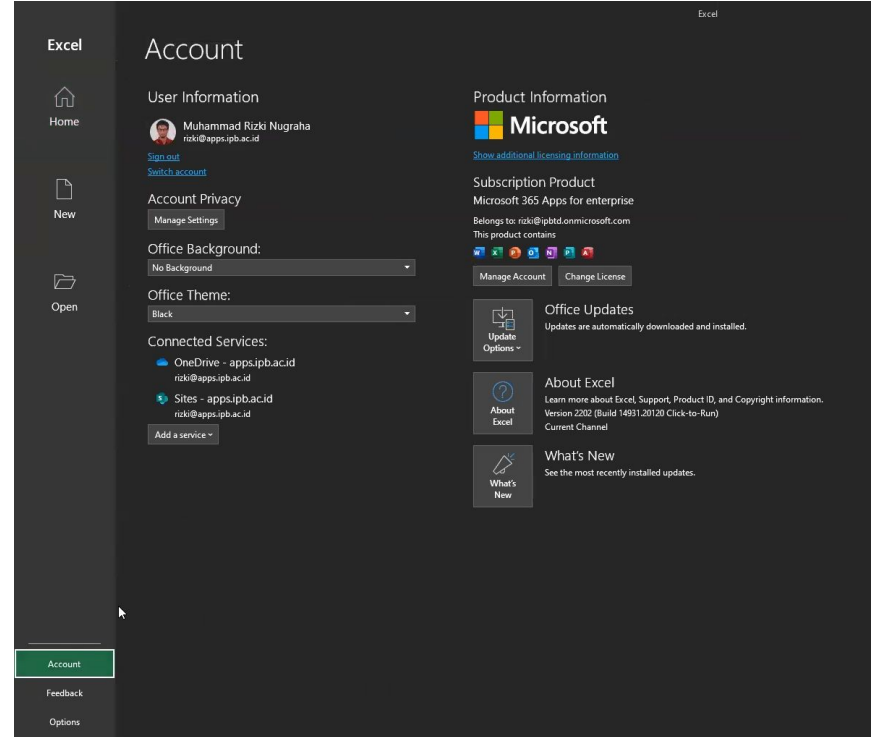 Excel
Excel
Home
New
Open
Account
Feedback
Options
Account
User Information
Muhammad Rizki Nugraha
rizki@apps.ipb.ac.id
Sign out
Switch account
Account Privacy
Manage Settings
Office Background:
No Background
Office Theme:
Black
Connected Services:
OneDrive - apps.ipb.ac.id
rizki@apps.ipb.ac.id
Sites - apps.ipb.ac.id
rizki@apps.ipb.ac.id
Add a service
Product Information
Microsoft
Show additional licensing information
Subscription Product
Microsoft 365 Apps for enterprise
Belongs to: rizki@ipbtd.onmicrosoft.com
This product contains
Manage Account
Change License
Update
Options
Office Updates
Updates are automatically downloaded and installed.
About
Excel
About Excel
Learn more about Excel, Support, Product ID, and Copyright information.
Version 2202 (Build 14931.20120 Click-to-Run)
Current Channel
What's
New
What's New
See the most recently installed updates.